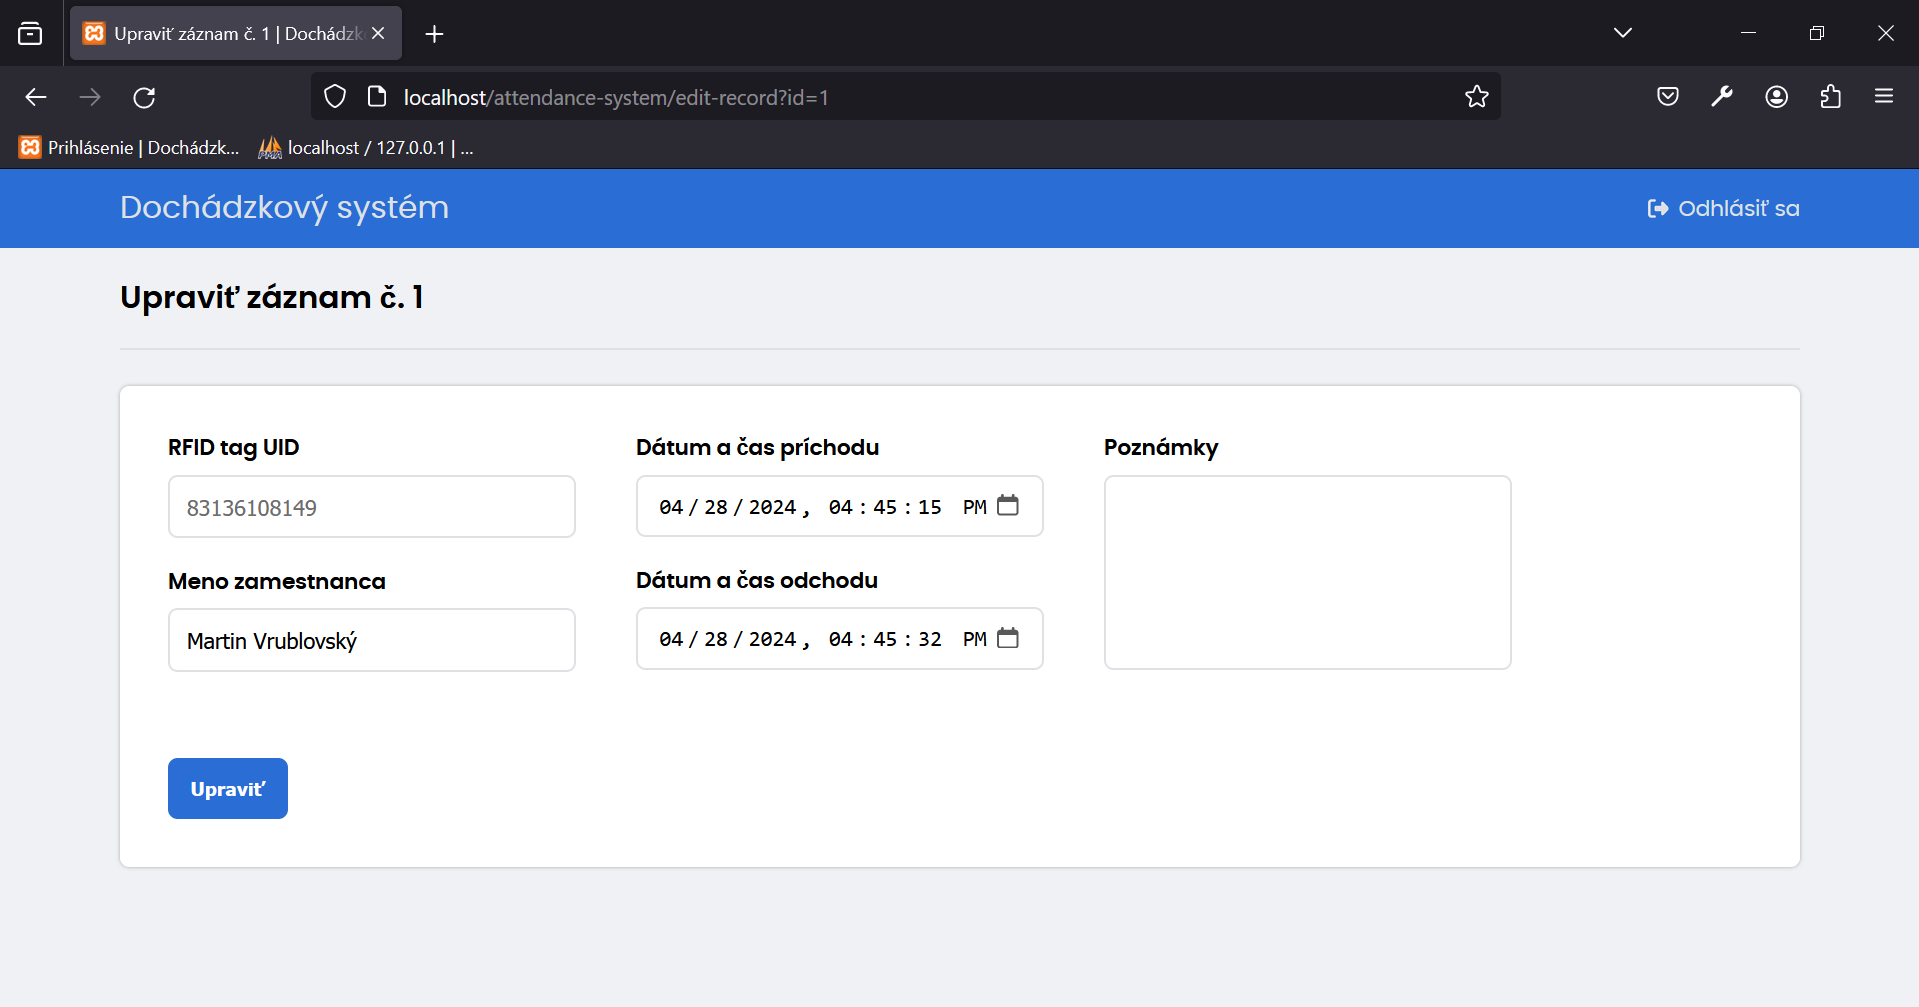 Upraviť záznam č. 1 | Dochádzk
localhost/attendance-system/edit-record?id=1
Prihlásenie | Dochádzk...
localhost / 127.0.0.1 | ...
Dochádzkový systém
Odhlásiť sa
Upraviť záznam č. 1
RFID tag UID
83136108149
Meno zamestnanca
Martin Vrublovský
Dátum a čas príchodu
04/28/2024, 04:45:15 PM
Dátum a čas odchodu
04/28/2024, 04:45:32 PM
Poznámky
Upraviť